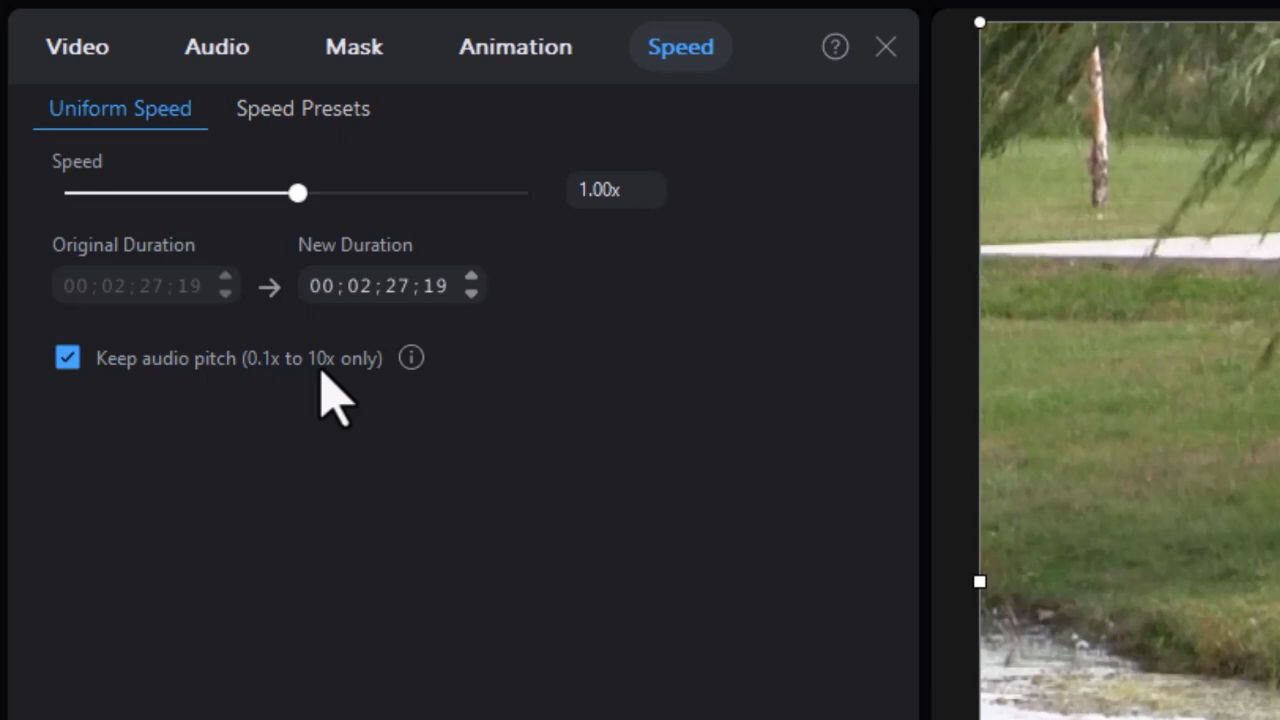 Video Audio Mask Animation Speed
Uniform Speed Speed Presets
Speed
1.00x
Original Duration New Duration
00;02;27;19 00;02;27;19
Keep audio pitch (0.1x to 10x only)